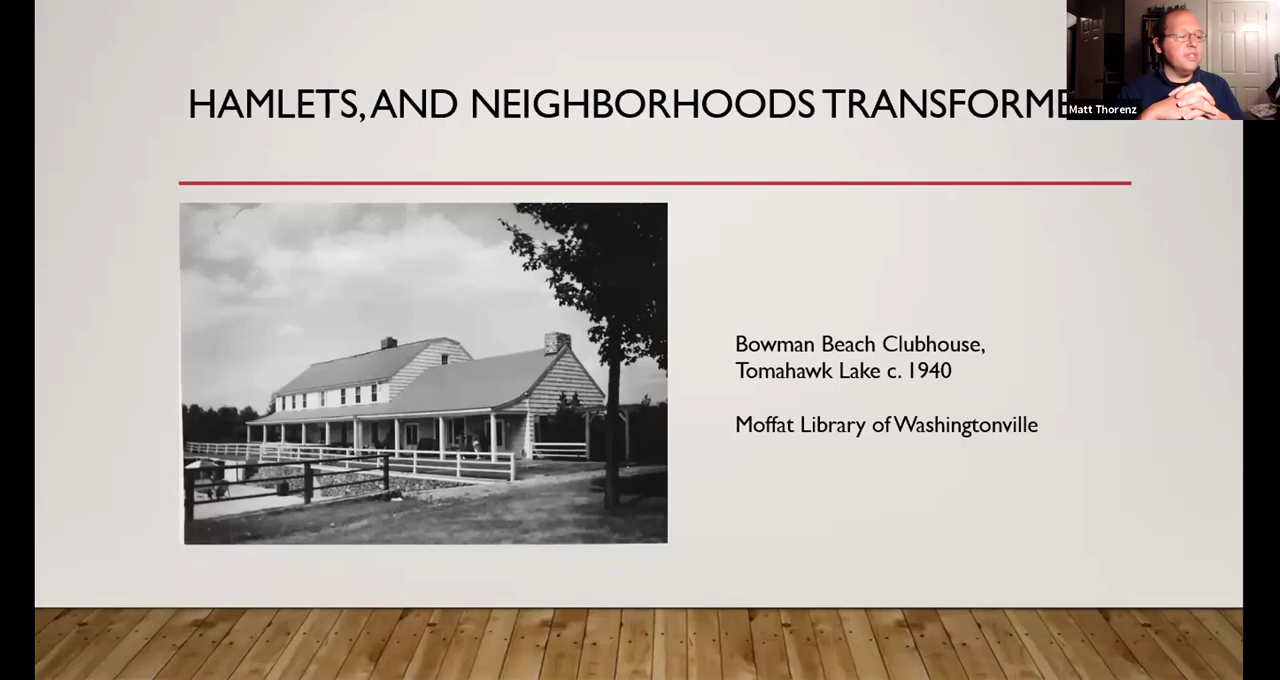 HAMLETS, AND NEIGHBORHOODS TRANSFORME
Matt Thorenz
Bowman Beach Clubhouse,
Tomahawk Lake c. 1940
Moffat Library of Washingtonville